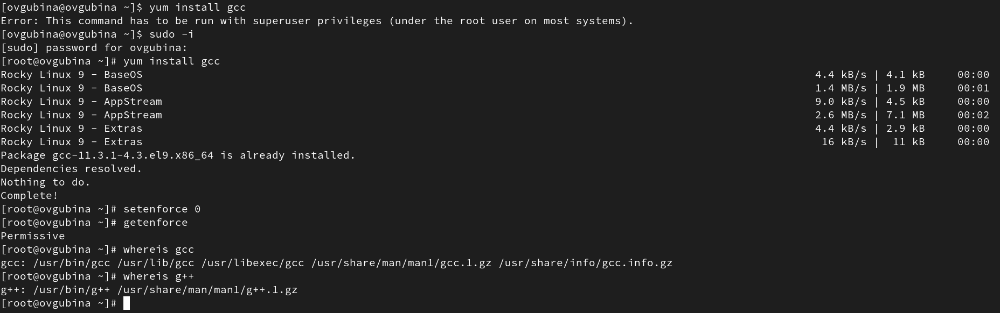 [ovgubina@ovgubina ~]$ yum install gcc
Error: This command has to be run with superuser privileges (under the root user on most systems).
[ovgubina@ovgubina ~]$ sudo -i
[sudo] password for ovgubina:
[root@ovgubina ~]# yum install gcc
Rocky Linux 9 - BaseOS 4.4 kB/s | 4.1 kB 00:00
Rocky Linux 9 - BaseOS 1.4 MB/s | 1.9 MB 00:01
Rocky Linux 9 - AppStream 9.0 kB/s | 4.5 kB 00:00
Rocky Linux 9 - AppStream 2.6 MB/s | 7.1 MB 00:02
Rocky Linux 9 - Extras 4.4 kB/s | 2.9 kB 00:00
Rocky Linux 9 - Extras 16 kB/s | 11 kB 00:00
Package gcc-11.3.1-4.3.el9.x86_64 is already installed.
Dependencies resolved.
Nothing to do.
Complete!
[root@ovgubina ~]# setenforce 0
[root@ovgubina ~]# getenforce
Permissive
[root@ovgubina ~]# whereis gcc
gcc: /usr/bin/gcc /usr/lib/gcc /usr/libexec/gcc /usr/share/man/man1/gcc.1.gz /usr/share/info/gcc.info.gz
[root@ovgubina ~]# whereis g++
g++: /usr/bin/g++ /usr/share/man/man1/g++.1.gz
[root@ovgubina ~]#